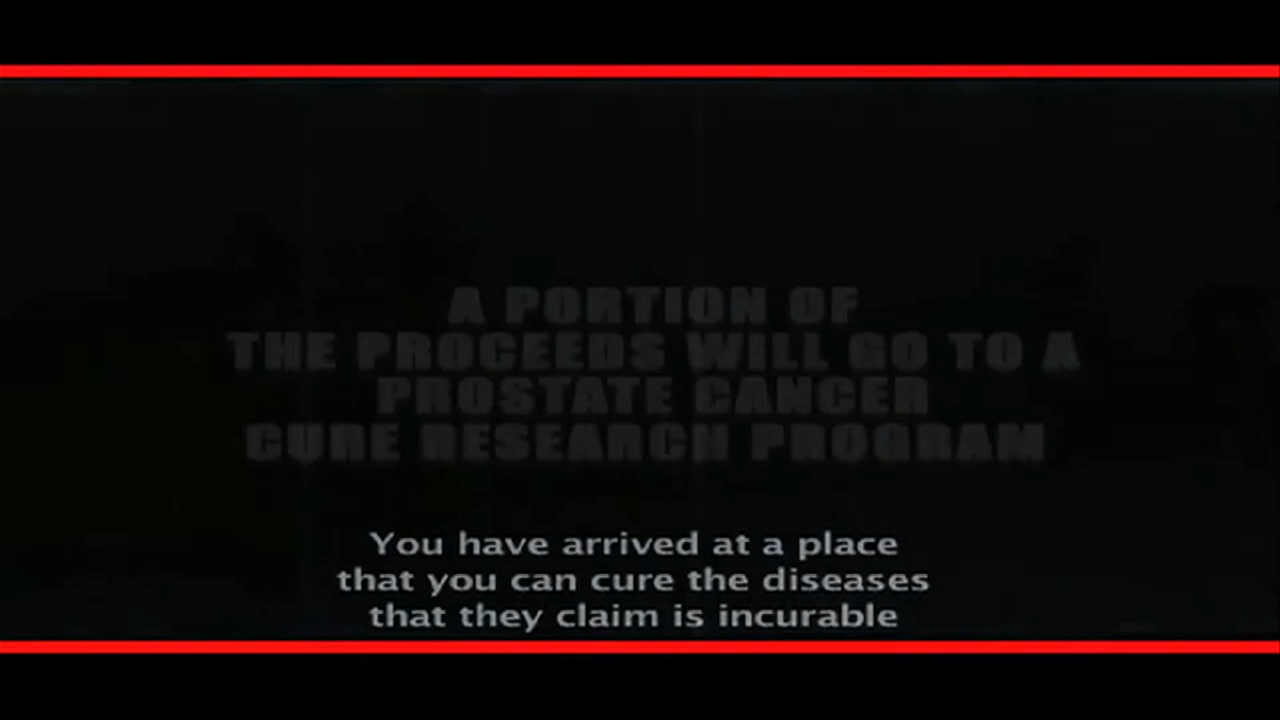 A PORTION OF
THE PROCEEDS WILL GO TO A
PROSTATE CANCER
CURE RESEARCH PROGRAM
You have arrived at a place
that you can cure the diseases
that they claim is incurable